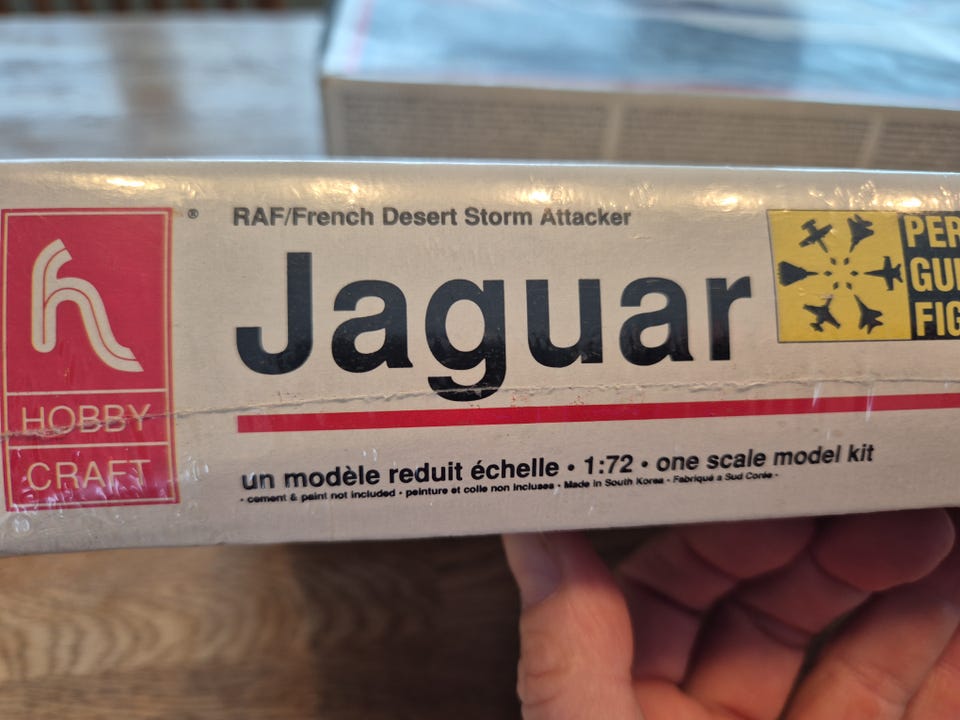 h
HOBBY
CRAFT
®
RAF/French Desert Storm Attacker
Jaguar
un modèle reduit échelle • 1:72 • one scale model kit
• cement & paint not included • peinture et colle non incluses • Made in South Korea • Fabriqué a Sud Corée •
PER
GUL
FIG